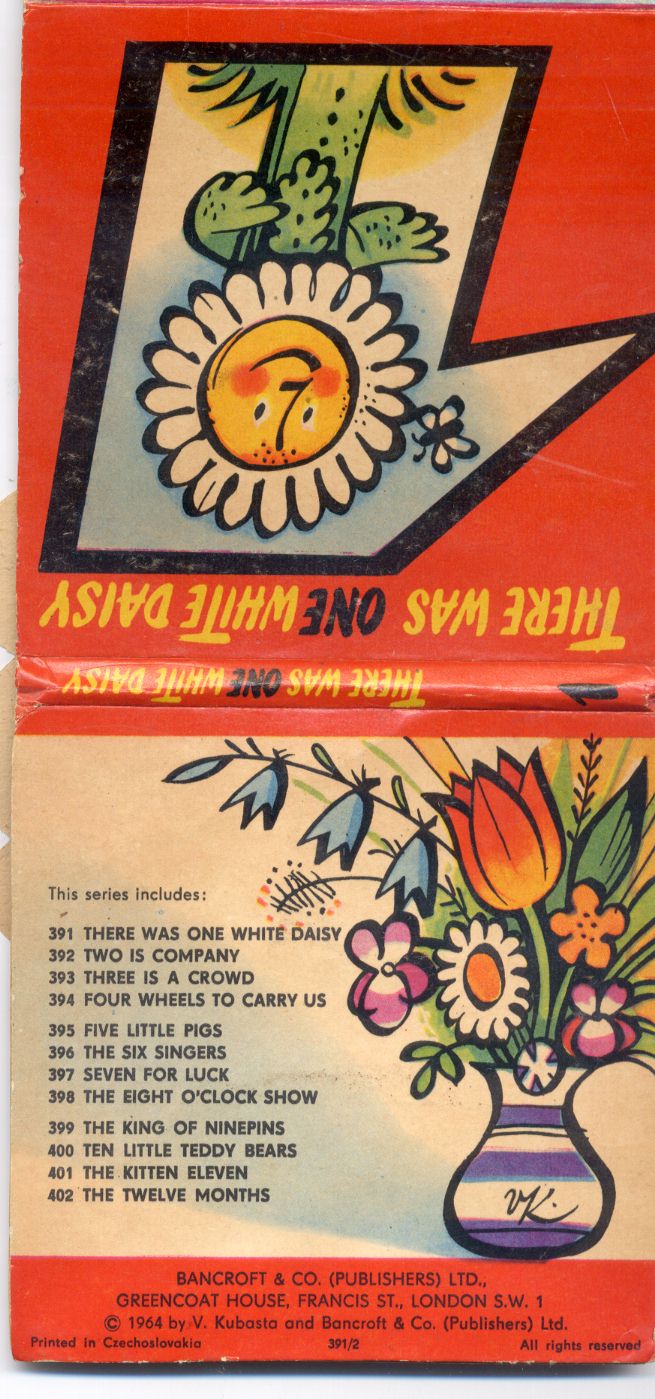 THERE WAS ONE WHITE DAISY
THERE WAS ONE WHITE DAISY 1
This series includes:
391 THERE WAS ONE WHITE DAISY
392 TWO IS COMPANY
393 THREE IS A CROWD
394 FOUR WHEELS TO CARRY US
395 FIVE LITTLE PIGS
396 THE SIX SINGERS
397 SEVEN FOR LUCK
398 THE EIGHT O'CLOCK SHOW
399 THE KING OF NINEPINS
400 TEN LITTLE TEDDY BEARS
401 THE KITTEN ELEVEN
402 THE TWELVE MONTHS
VK.
BANCROFT & CO. (PUBLISHERS) LTD.,
GREENCOAT HOUSE, FRANCIS ST., LONDON S.W. 1
© 1964 by V. Kubasta and Bancroft & Co. (Publishers) Ltd.
Printed in Czechoslovakia 391/2 All rights reserved